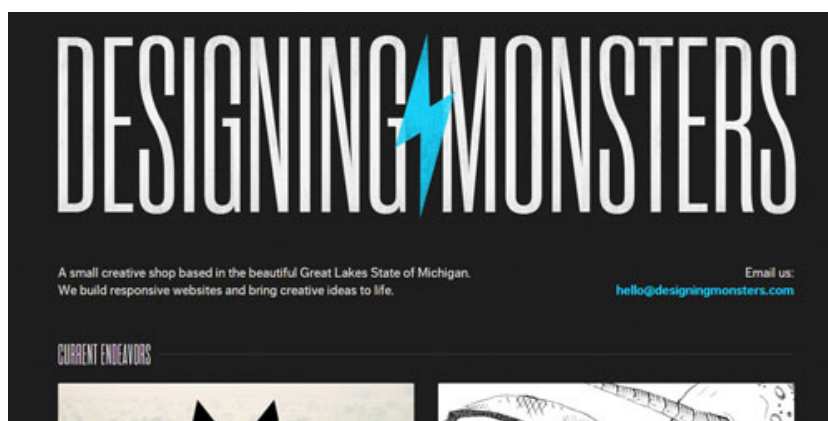 DESIGNING MONSTERS
A small creative shop based in the beautiful Great Lakes State of Michigan.
We build responsive websites and bring creative ideas to life.
Email us:
hello@designingmonsters.com
CURRENT ENDEAVORS